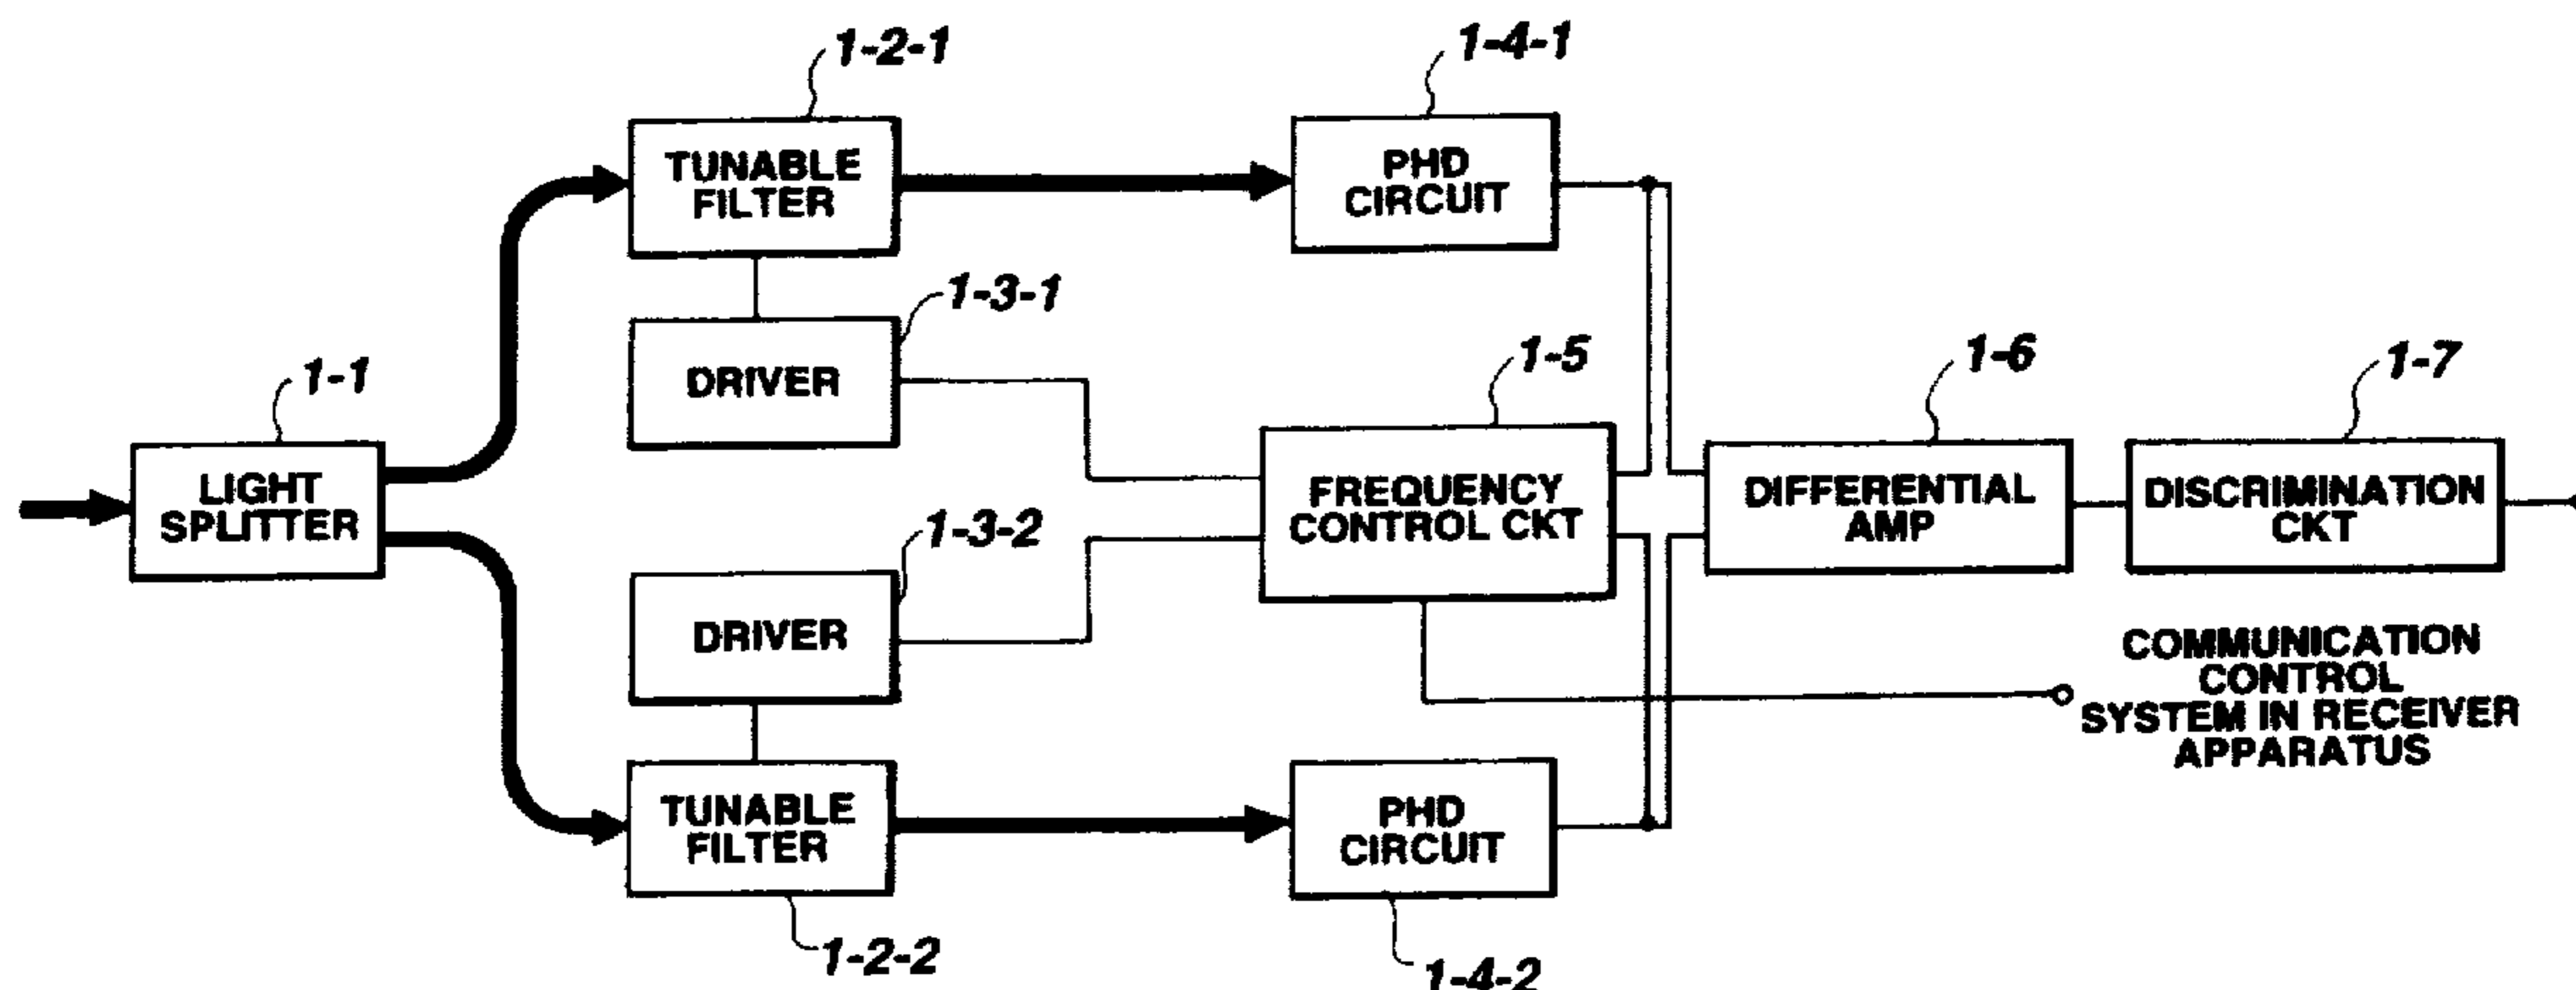 1-2-1
1-4-1
TUNABLE
FILTER
PHD
CIRCUIT
1-3-1
DRIVER
1-1
1-5
1-6
1-7
LIGHT
SPLITTER
FREQUENCY
CONTROL CKT
DIFFERENTIAL
AMP
DISCRIMINATION
CKT
1-3-2
DRIVER
COMMUNICATION
CONTROL
SYSTEM IN RECEIVER
APPARATUS
TUNABLE
FILTER
PHD
CIRCUIT
1-2-2
1-4-2